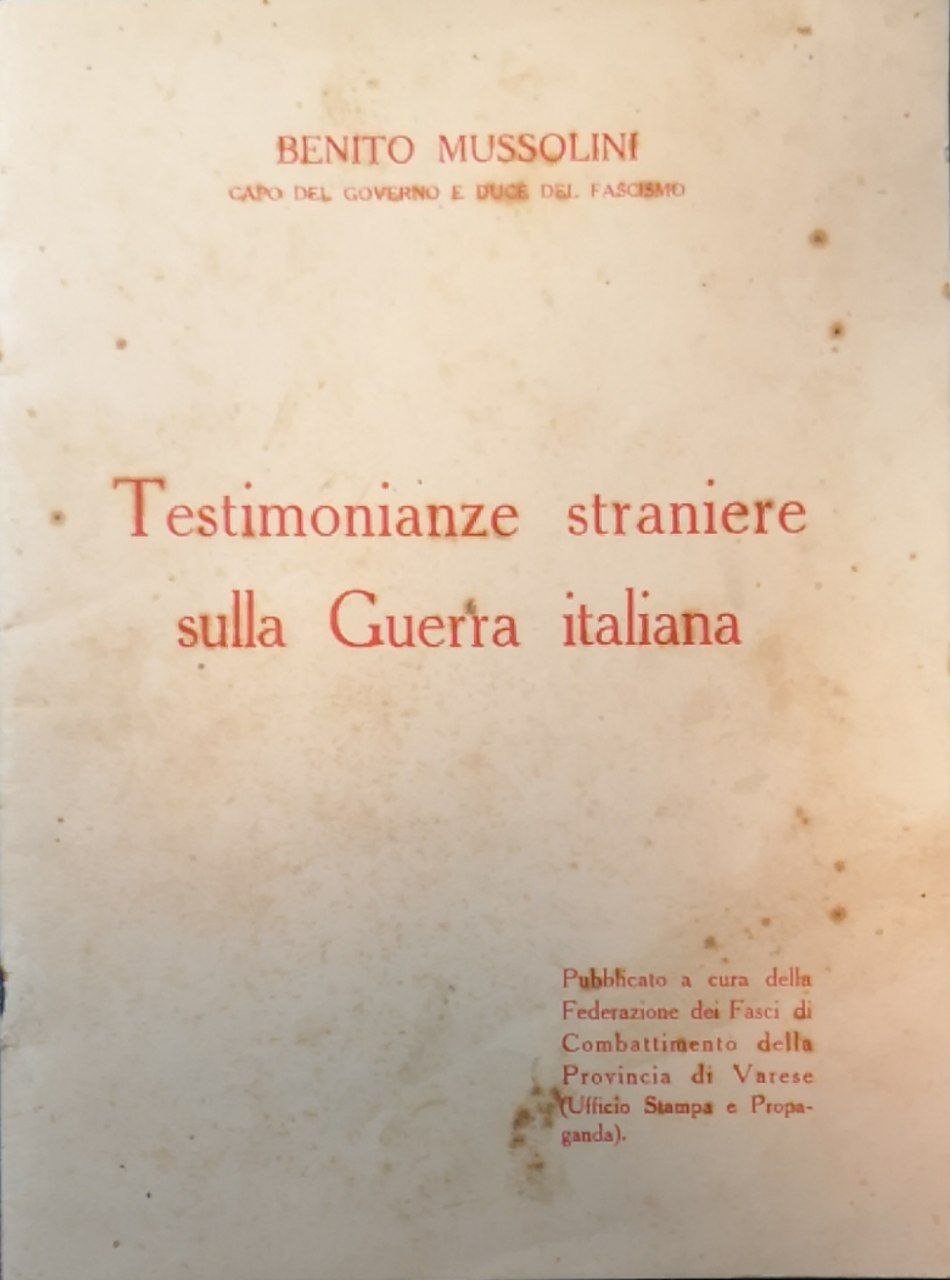 BENITO MUSSOLINI
CAPO DEL GOVERNO E DUCE DEL FASCISMO
Testimonianze straniere
sulla Guerra italiana
Pubblicato a cura della
Federazione dei Fasci di
Combattimento della
Provincia di Varese
(Ufficio Stampa e Propa-
ganda).